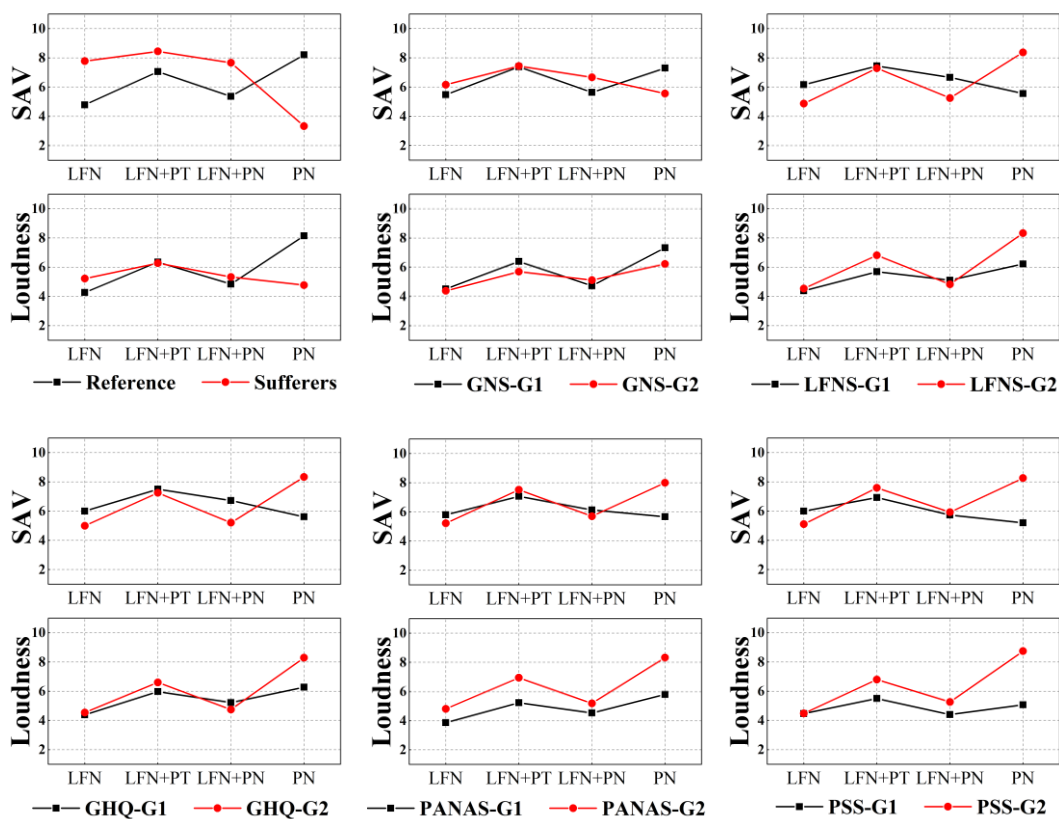 10 8 6 4 2
SAV
LFN LFN+PT LFN+PN PN
10 8 6 4 2
SAV
LFN LFN+PT LFN+PN PN
10 8 6 4 2
SAV
LFN LFN+PT LFN+PN PN
10 8 6 4 2
Loudness
LFN LFN+PT LFN+PN PN
Reference Sufferers
10 8 6 4 2
Loudness
LFN LFN+PT LFN+PN PN
GNS-G1 GNS-G2
10 8 6 4 2
Loudness
LFN LFN+PT LFN+PN PN
LFNS-G1 LFNS-G2
10 8 6 4 2
SAV
LFN LFN+PT LFN+PN PN
10 8 6 4 2
SAV
LFN LFN+PT LFN+PN PN
10 8 6 4 2
SAV
LFN LFN+PT LFN+PN PN
10 8 6 4 2
Loudness
LFN LFN+PT LFN+PN PN
GHQ-G1 GHQ-G2
10 8 6 4 2
Loudness
LFN LFN+PT LFN+PN PN
PANAS-G1 PANAS-G2
10 8 6 4 2
Loudness
LFN LFN+PT LFN+PN PN
PSS-G1 PSS-G2